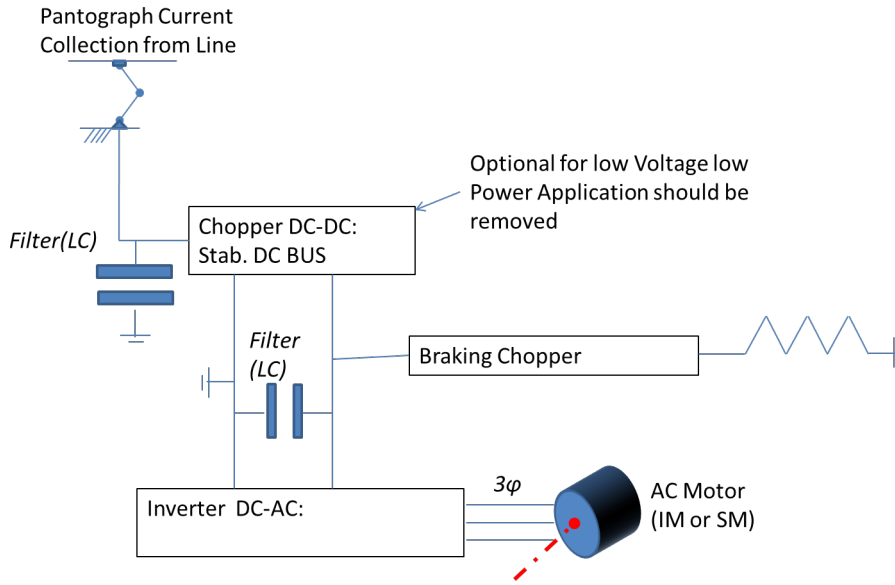 Pantograph Current
Collection from Line
Optional for low Voltage low
Power Application should be
removed
Filter(LC)
Chopper DC-DC:
Stab. DC BUS
Filter
(LC)
Braking Chopper
3φ
AC Motor
(IM or SM)
Inverter DC-AC: